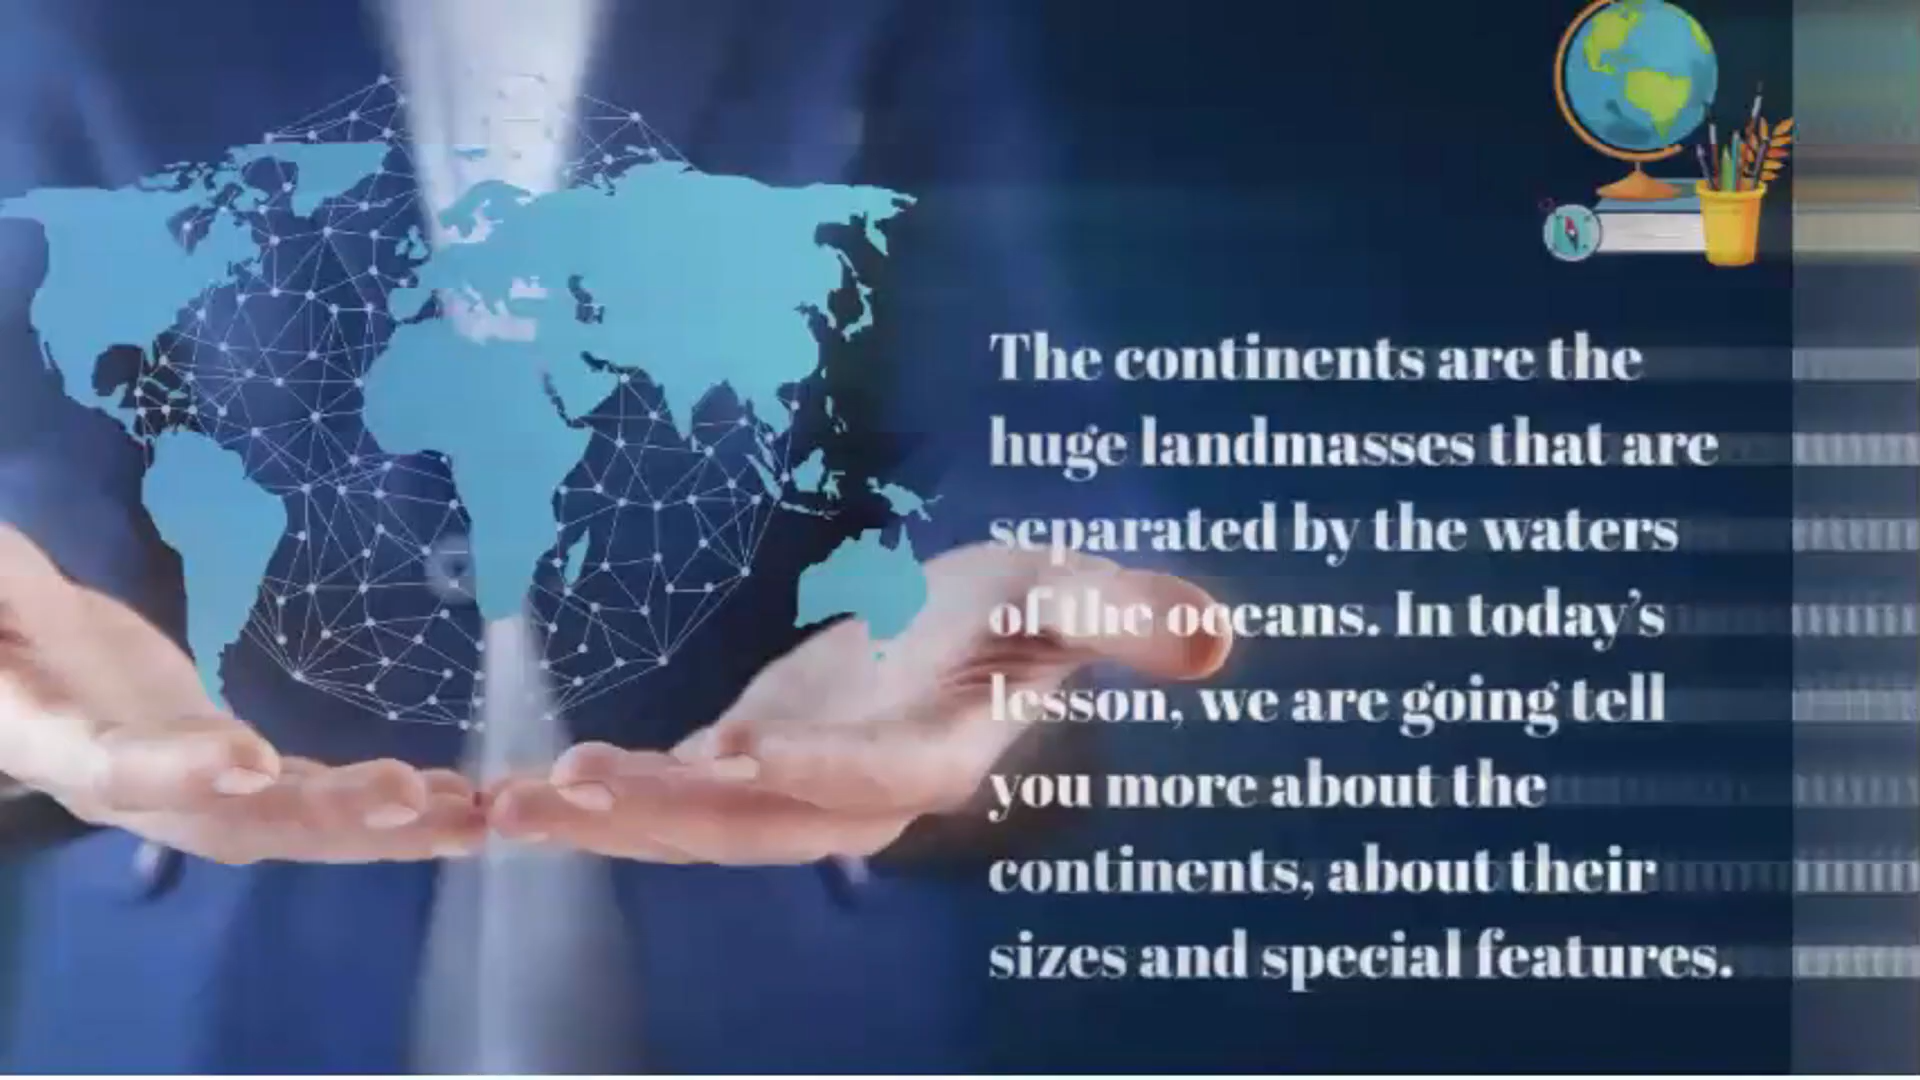 The continents are the
huge landmasses that are
separated by the waters
of the oceans. In today’s
lesson, we are going tell
you more about the
continents, about their
sizes and special features.